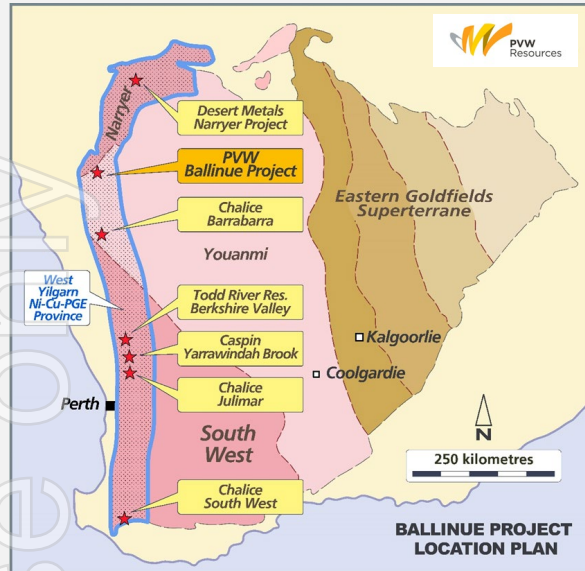 PVW
Resources
Narryer
Desert Metals
Narryer Project
PVW
Ballinue Project
Eastern Goldfields
Superterrane
Chalice
Barrabarra
Youanmi
West
Yilgarn
Ni-Cu-PGE
Province
Todd River Res.
Berkshire Valley
Kalgoorlie
Caspin
Yarrawindah Brook
Coolgardie
Chalice
Julimar
Perth
South
West
N
250 kilometres
Chalice
South West
BALLINUE PROJECT
LOCATION PLAN
only
se